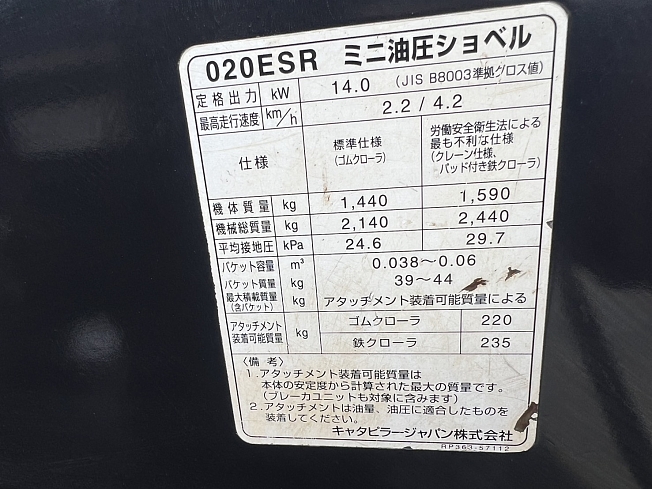 020ESR ミニ油圧ショベル
定格出力 kW 14.0 (JIS B8003準拠グロス値)
最高走行速度 km/h 2.2 / 4.2
仕様 標準仕様 (ゴムクローラ) 労働安全衛生法による
最も不利な仕様
(クレーン仕様、
パッド付き鉄クローラ)
機体質量 kg 1,440 1,590
機械総質量 kg 2,140 2,440
平均接地圧 kPa 24.6 29.7
バケット容量 m³ 0.038〜0.06
バケット質量 kg 39〜44
最大積載質量 (含バケット) kg アタッチメント装着可能質量による
アタッチメント装着可能質量 kg ゴムクローラ 220
鉄クローラ 235
〈備考〉
1.アタッチメント装着可能質量は
本体の安定度から計算された最大の質量です。
(ブレーカユニットも対象に含みます)
2.アタッチメントは油量、油圧に適合したものを
装着してください。
キャタピラージャパン株式会社
RP363-57112